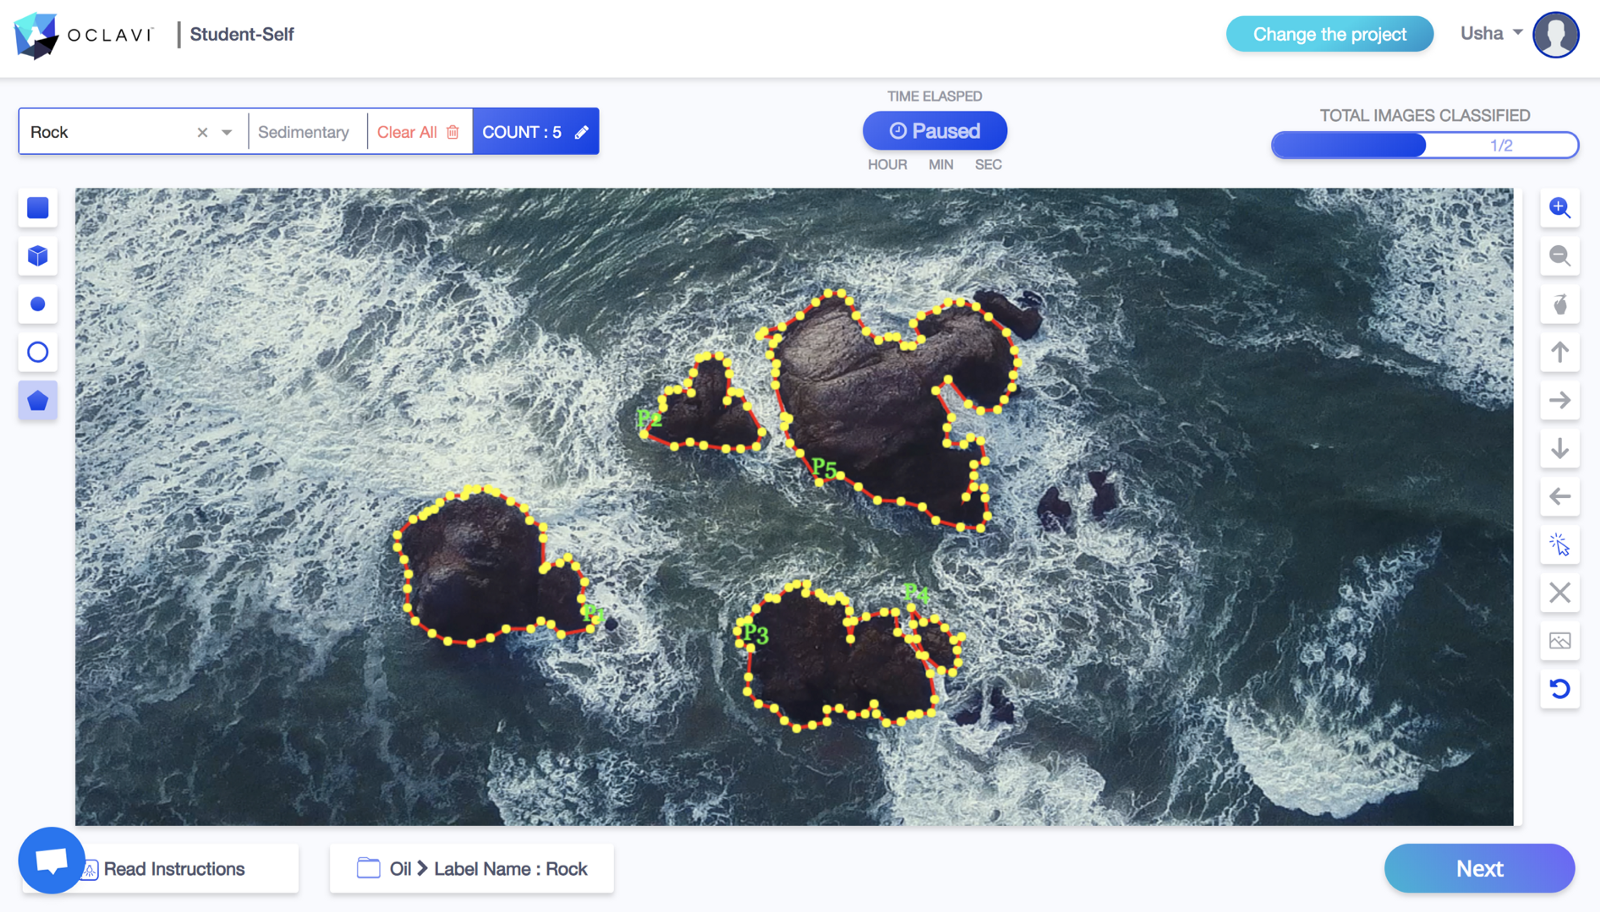 OCLAVI
Student-Self
Change the project
Usha
Rock
Sedimentary
Clear All
COUNT : 5
TIME ELASPED
Paused
HOUR MIN SEC
TOTAL IMAGES CLASSIFIED
1/2
P2
P5
P1
P4
P3
Read Instructions
Oil > Label Name : Rock
Next